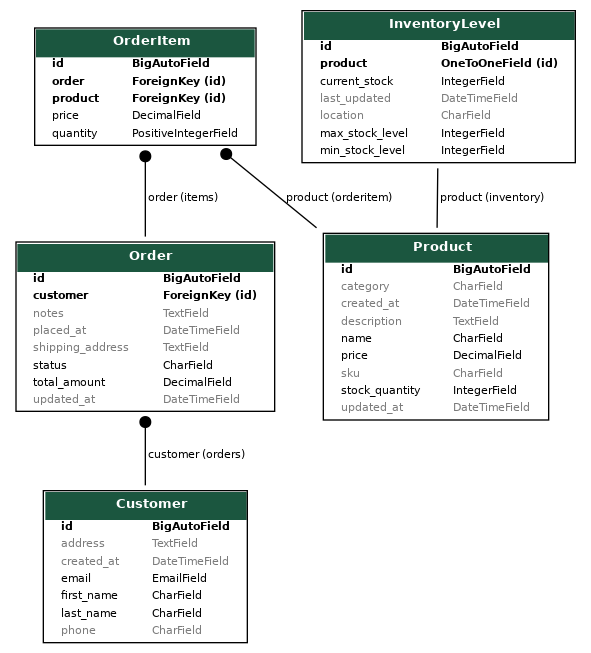 OrderItem
id BigAutoField
order ForeignKey (id)
product ForeignKey (id)
price DecimalField
quantity PositiveIntegerField
InventoryLevel
id BigAutoField
product OneToOneField (id)
current_stock IntegerField
last_updated DateTimeField
location CharField
max_stock_level IntegerField
min_stock_level IntegerField
order (items)
product (orderitem)
product (inventory)
Order
id BigAutoField
customer ForeignKey (id)
notes TextField
placed_at DateTimeField
shipping_address TextField
status CharField
total_amount DecimalField
updated_at DateTimeField
Product
id BigAutoField
category CharField
created_at DateTimeField
description TextField
name CharField
price DecimalField
sku CharField
stock_quantity IntegerField
updated_at DateTimeField
customer (orders)
Customer
id BigAutoField
address TextField
created_at DateTimeField
email EmailField
first_name CharField
last_name CharField
phone CharField